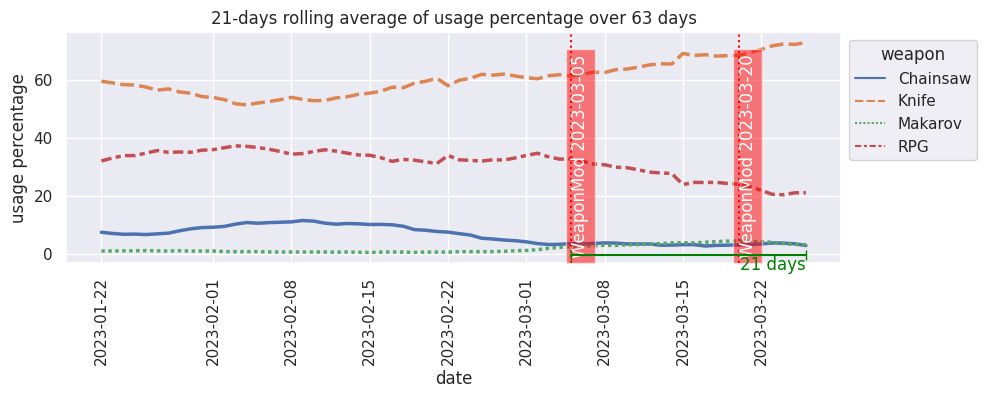 21-days rolling average of usage percentage over 63 days
usage percentage
60
40
20
0
WeaponMod 2023-03-05
WeaponMod 2023-03-20
21 days
2023-01-22
2023-02-01
2023-02-08
2023-02-15
2023-02-22
2023-03-01
2023-03-08
2023-03-15
2023-03-22
date
weapon
Chainsaw
Knife
Makarov
RPG